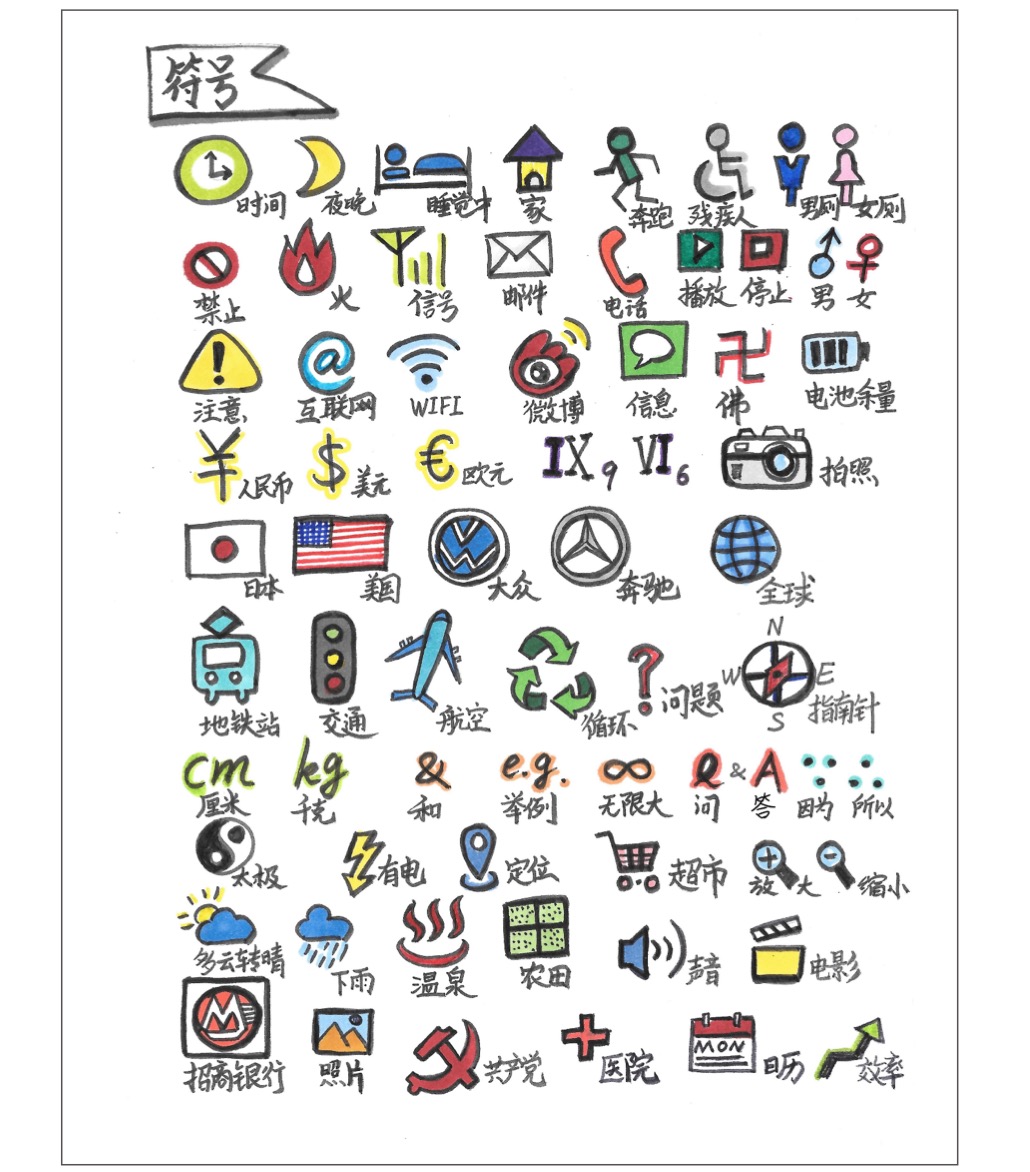 符号
时间 夜晚 睡觉中 家 奔跑 残疾人 男厕 女厕
禁止 火 信号 邮件 电话 播放 停止 男 女
注意 互联网 WIFI 微博 信息 佛 电池余量
¥ 人民币 $ 美元 € 欧元 IX 9 VI 6 拍照
日本 美国 大众 奔驰 全球
地铁站 交通 航空 循环 ? 问题 N W E S 指南针
cm kg & e.g. ∞ Q & A
厘米 千克 和 举例 无限大 问 答 因为 所以
太极 有电 定位 超市 放大 缩小
多云转晴 下雨 温泉 农田 声音 电影
MON
招商银行 照片 共产党 医院 日历 效率